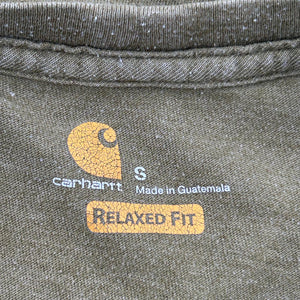 S
carhartt
Made in Guatemala
RELAXED FIT